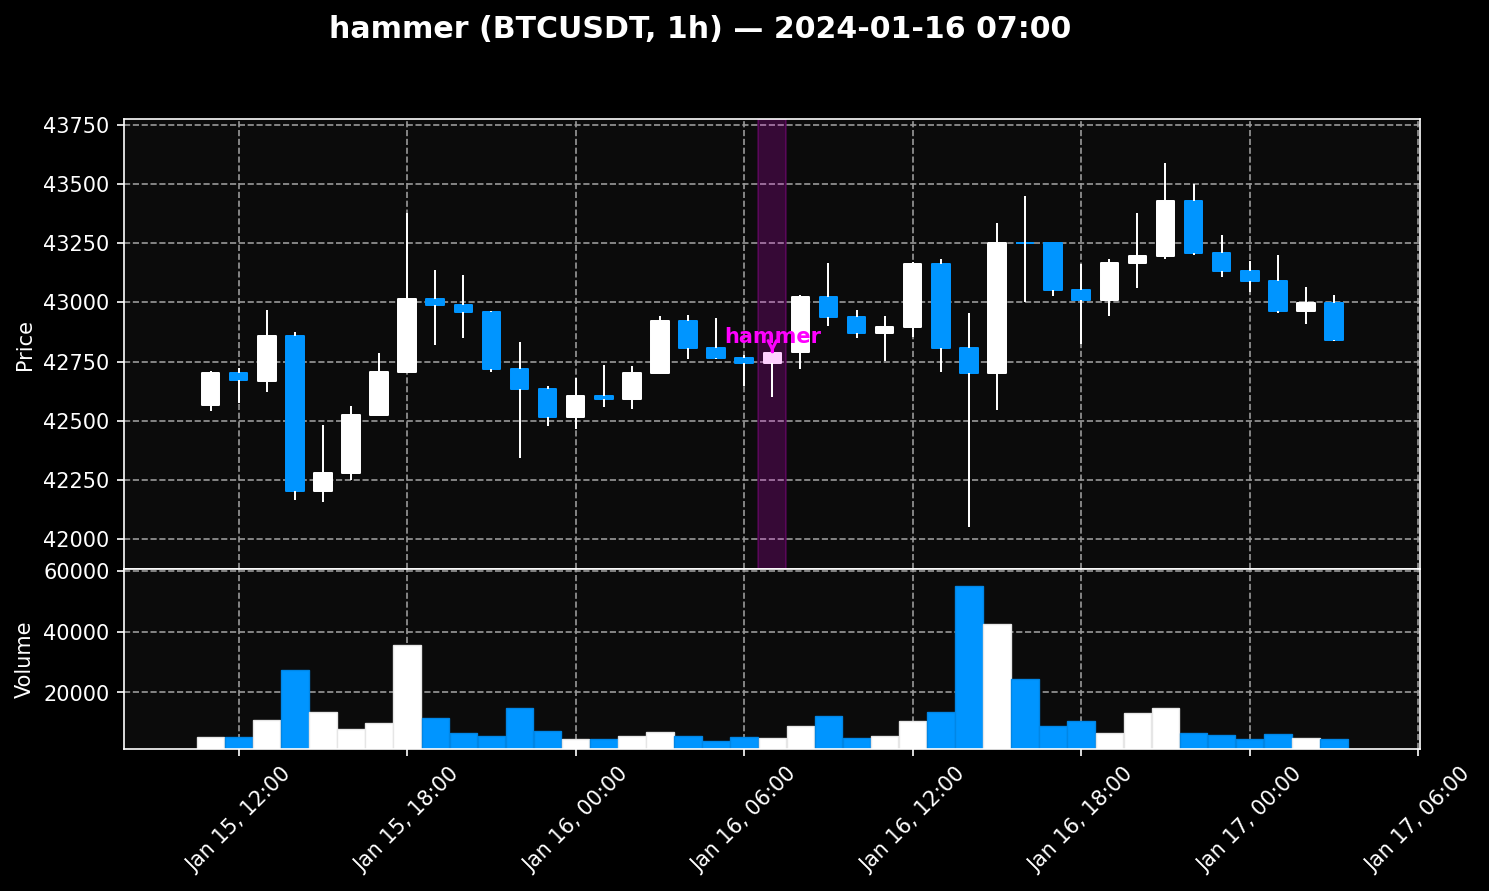 hammer (BTCUSDT, 1h) — 2024-01-16 07:00
Price
43750
43500
43250
43000
42750
42500
42250
42000
hammer
Volume
60000
40000
20000
Jan 15, 12:00
Jan 15, 18:00
Jan 16, 00:00
Jan 16, 06:00
Jan 16, 12:00
Jan 16, 18:00
Jan 17, 00:00
Jan 17, 06:00